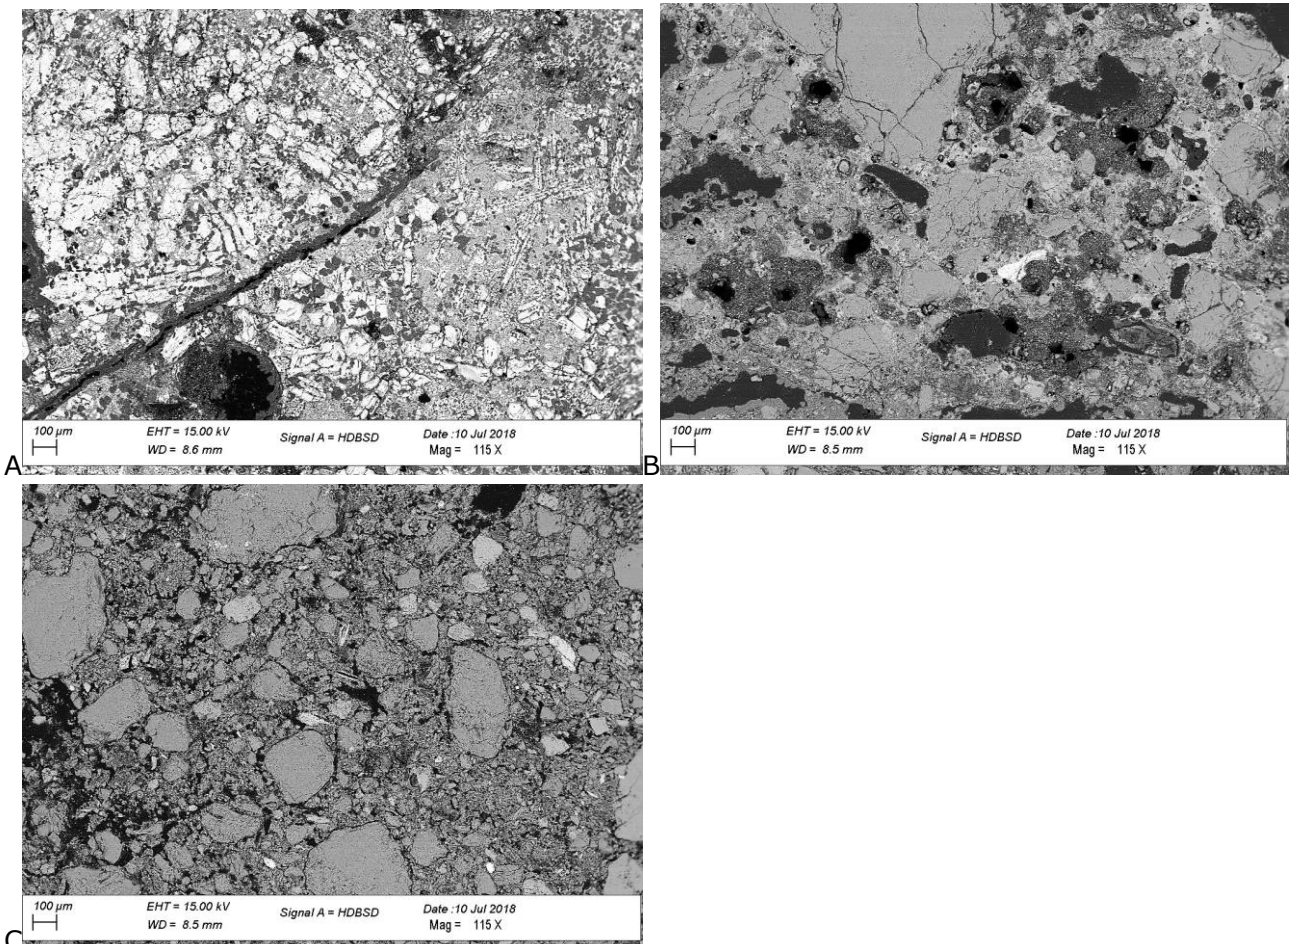 100 µm
EHT = 15.00 kV
WD = 8.6 mm
Signal A = HDBSD
Date :10 Jul 2018
Mag = 115 X
A
100 µm
EHT = 15.00 kV
WD = 8.5 mm
Signal A = HDBSD
Date :10 Jul 2018
Mag = 115 X
B
100 µm
EHT = 15.00 kV
WD = 8.5 mm
Signal A = HDBSD
Date :10 Jul 2018
Mag = 115 X
C